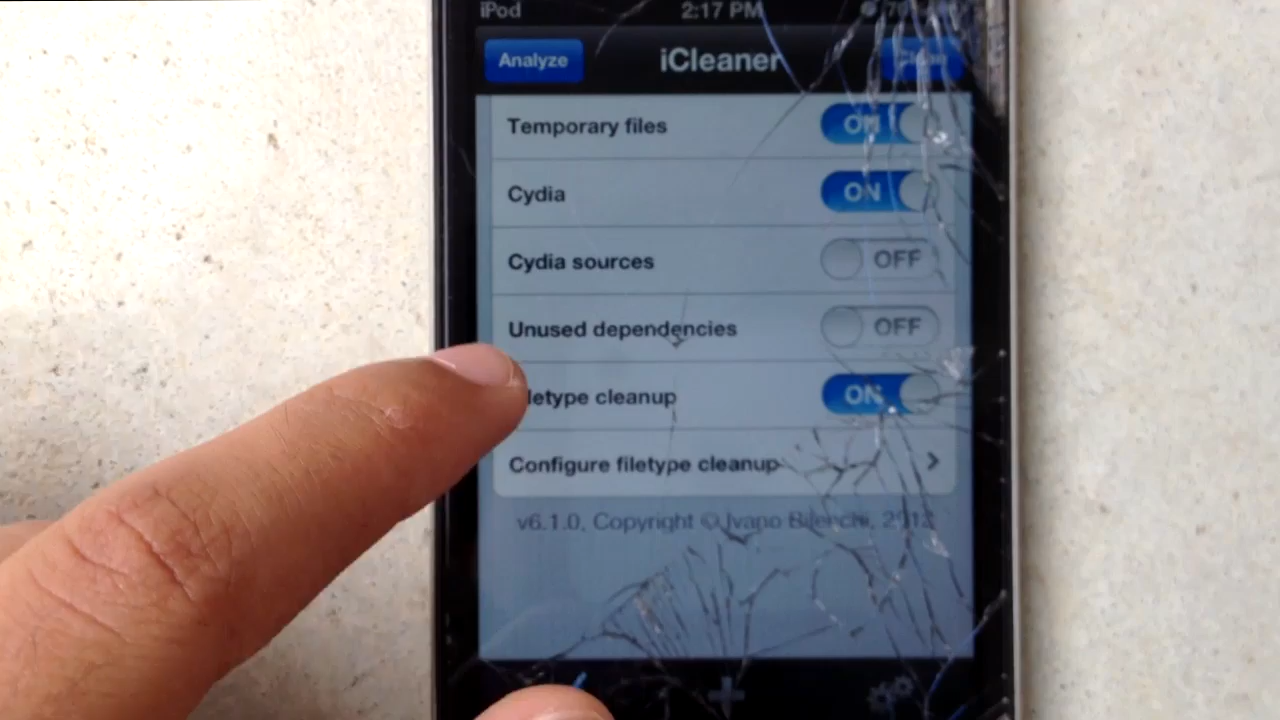 iPod 2:17 PM
Analyze iCleaner Clean
Temporary files ON
Cydia ON
Cydia sources OFF
Unused dependencies OFF
letype cleanup ON
Configure filetype cleanup
v6.1.0, Copyright © Ivano Bilenchi, 2012